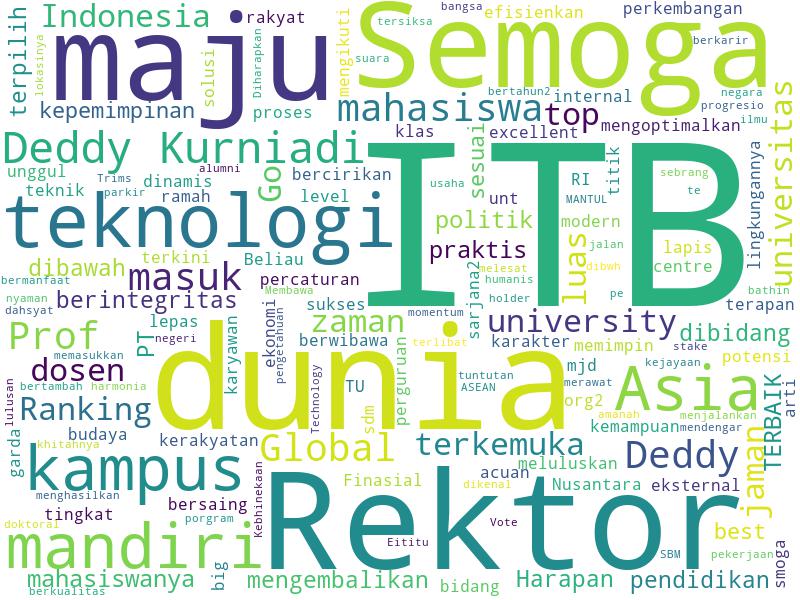 bangsa
efisienkan
perkembangan
Indonesia
rakyat
terpilih
lokasinya
maju
solusi
Diharapkan
mengikuti
tersiksa
suara
Semoga
berkarir
kepemimpinan
proses
mahasiswa
bertahun2
internal
top
negara
progresio
ilmu
mengoptimalkan
universitas
Deddy Kurniadi
klas
excellent
sesuai
unggul
Trims
alumni
teknik
parkir
dinamis
ramah
Go
bercirikan
level
ITB
usaha
unt
RI
MANTUL
titik
sebrang
te
lingkungannya
teknologi
politik
modern
luas
praktis
jalan
lapis
centre
dibawah
terkini
Beliau
bermanfaat
masuk
percaturan
melesat
humanis
dibwh
nyaman
dahsyat
berintegritas
Membawa
sukses
sarjana2
holder
pe
bathin
terapan
Prof
lepas
PT
negeri
karyawan
ekonomi
pengetahuan
zaman
berwibawa
momentum
university
terlibat
karakter
memimpin
dibidang
dosen
memasukkan
dunia
perguruan
tuntutan
ASEAN
mjd
merawat
stake
kejayaan
potensi
bertambah
harmonia
lulusan
Technology
TU
sdm
org2
Asia
arti
Ranking
budaya
kerakyatan
amanah
menjalankan
kemampuan
mendengar
TERBAIK
garda
khitahnya
Global
terkemuka
Deddy
jaman
kampus
Finasial
acuan
meluluskan
Nusantara
eksternal
menghasilkan
bersaing
Kebhinekaan
dikenal
tingkat
porgram
Rektor
Vote
best
doktoral
Eititu
SBM
pekerjaan
mandiri
mahasiswanya
berkualitas
big
mengembalikan
bidang
Harapan
pendidikan
smoga